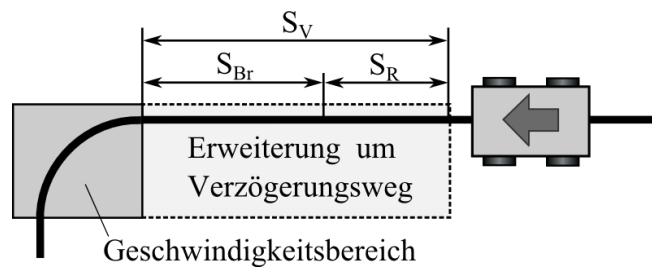 S_V
S_Br S_R
Erweiterung um
Verzögerungsweg
Geschwindigkeitsbereich